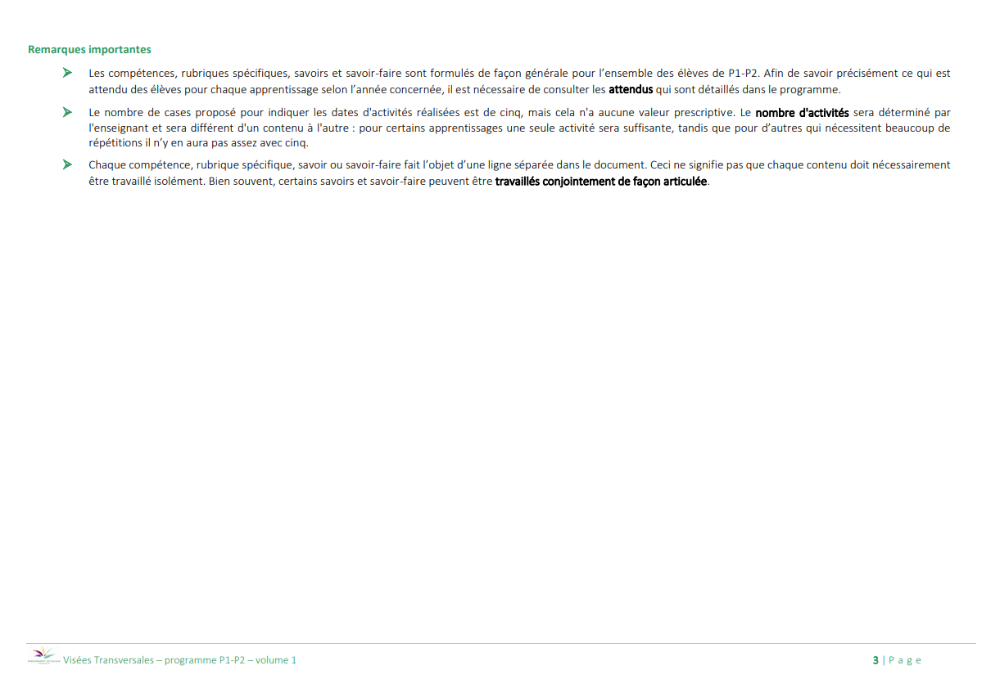 Remarques importantes
➢ Les compétences, rubriques spécifiques, savoirs et savoir-faire sont formulés de façon générale pour l’ensemble des élèves de P1-P2. Afin de savoir précisément ce qui est
attendu des élèves pour chaque apprentissage selon l’année concernée, il est nécessaire de consulter les attendus qui sont détaillés dans le programme.
➢ Le nombre de cases proposé pour indiquer les dates d'activités réalisées est de cinq, mais cela n'a aucune valeur prescriptive. Le nombre d'activités sera déterminé par
l'enseignant et sera différent d'un contenu à l'autre : pour certains apprentissages une seule activité sera suffisante, tandis que pour d’autres qui nécessitent beaucoup de
répétitions il n’y en aura pas assez avec cinq.
➢ Chaque compétence, rubrique spécifique, savoir ou savoir-faire fait l’objet d’une ligne séparée dans le document. Ceci ne signifie pas que chaque contenu doit nécessairement
être travaillé isolément. Bien souvent, certains savoirs et savoir-faire peuvent être travaillés conjointement de façon articulée.
Visées Transversales – programme P1-P2 – volume 1
3 | P a g e